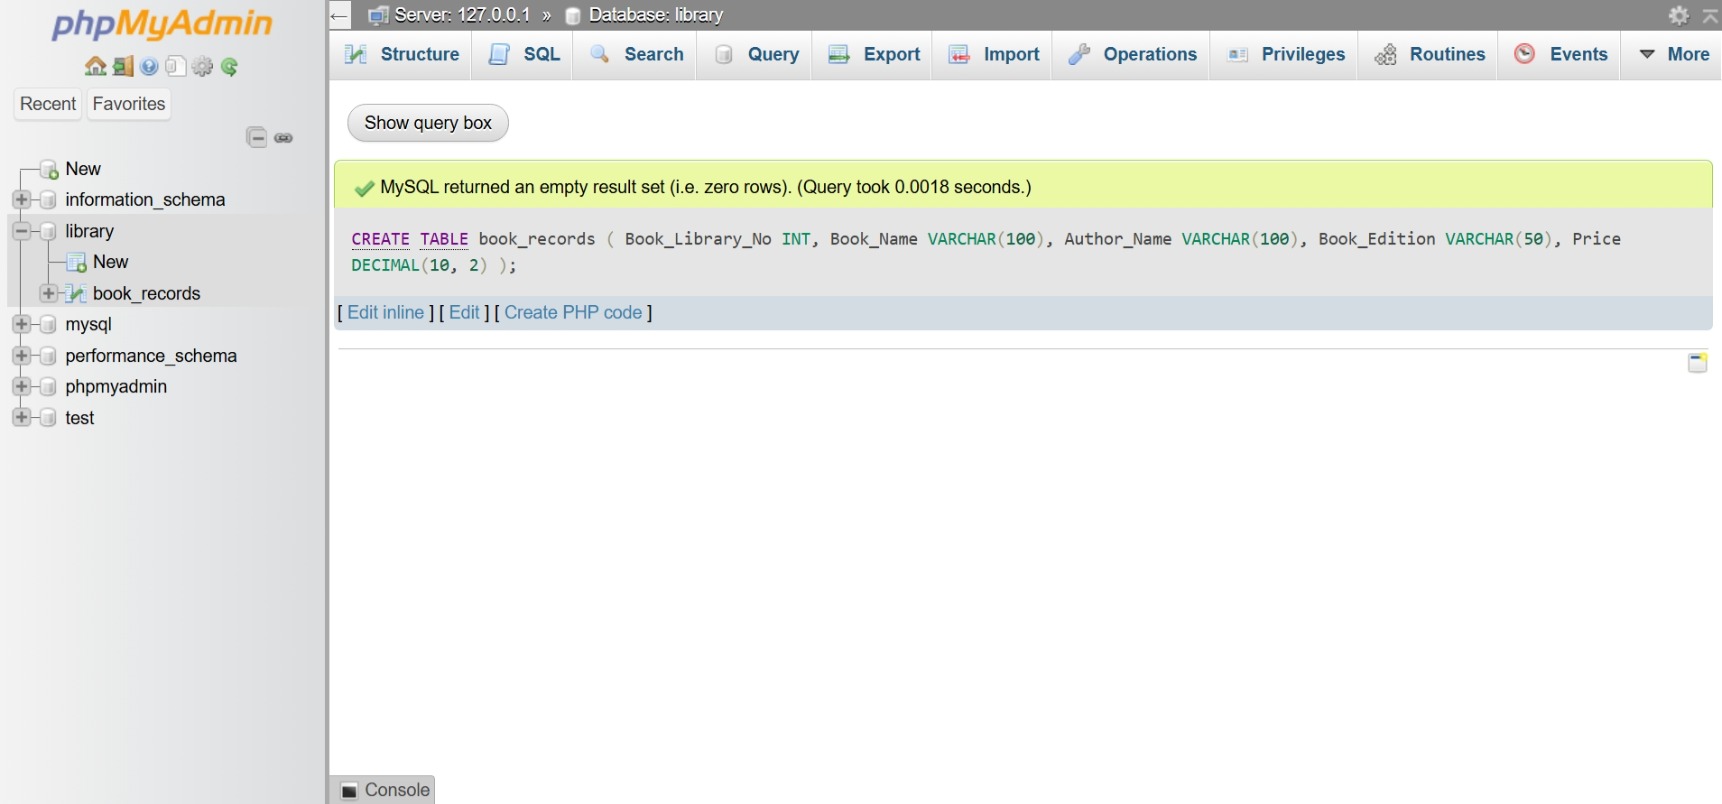 phpMyAdmin
Recent Favorites
New
information_schema
library
New
book_records
mysql
performance_schema
phpmyadmin
test
Server: 127.0.0.1 » Database: library
Structure SQL Search Query Export Import Operations Privileges Routines Events More
Show query box
MySQL returned an empty result set (i.e. zero rows). (Query took 0.0018 seconds.)
CREATE TABLE book_records ( Book_Library_No INT, Book_Name VARCHAR(100), Author_Name VARCHAR(100), Book_Edition VARCHAR(50), Price
DECIMAL(10, 2) );
[ Edit inline ] [ Edit ] [ Create PHP code ]
Console